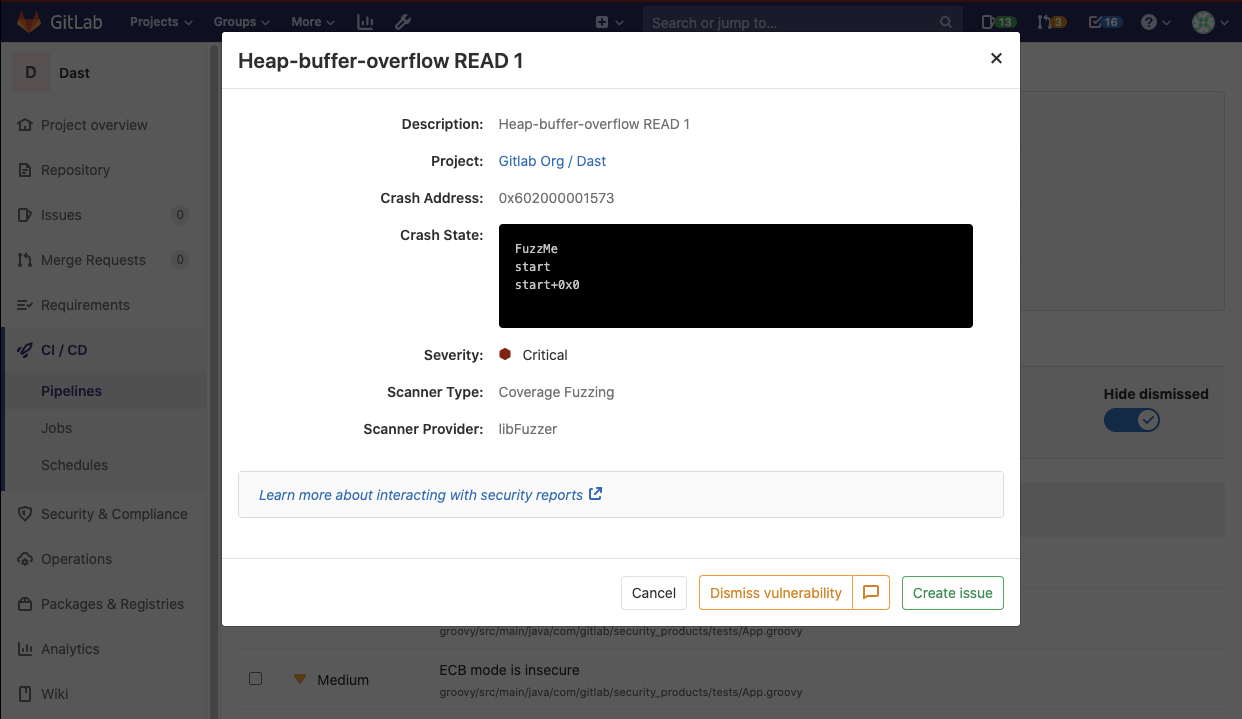 GitLab
Projects
Groups
More
Search or jump to...
13
3
16
D
Dast
Project overview
Repository
Issues
0
Merge Requests
0
Requirements
CI / CD
Pipelines
Jobs
Schedules
Security & Compliance
Operations
Packages & Registries
Analytics
Wiki
Heap-buffer-overflow READ 1
Description: Heap-buffer-overflow READ 1
Project: Gitlab Org / Dast
Crash Address: 0x602000001573
Crash State:
FuzzMe
start
start+0x0
Severity: Critical
Scanner Type: Coverage Fuzzing
Scanner Provider: libFuzzer
Learn more about interacting with security reports
Cancel
Dismiss vulnerability
Create issue
Hide dismissed
groovy/src/main/java/com/gitlab/security_products/tests/App.groovy
Medium
ECB mode is insecure
groovy/src/main/java/com/gitlab/security_products/tests/App.groovy